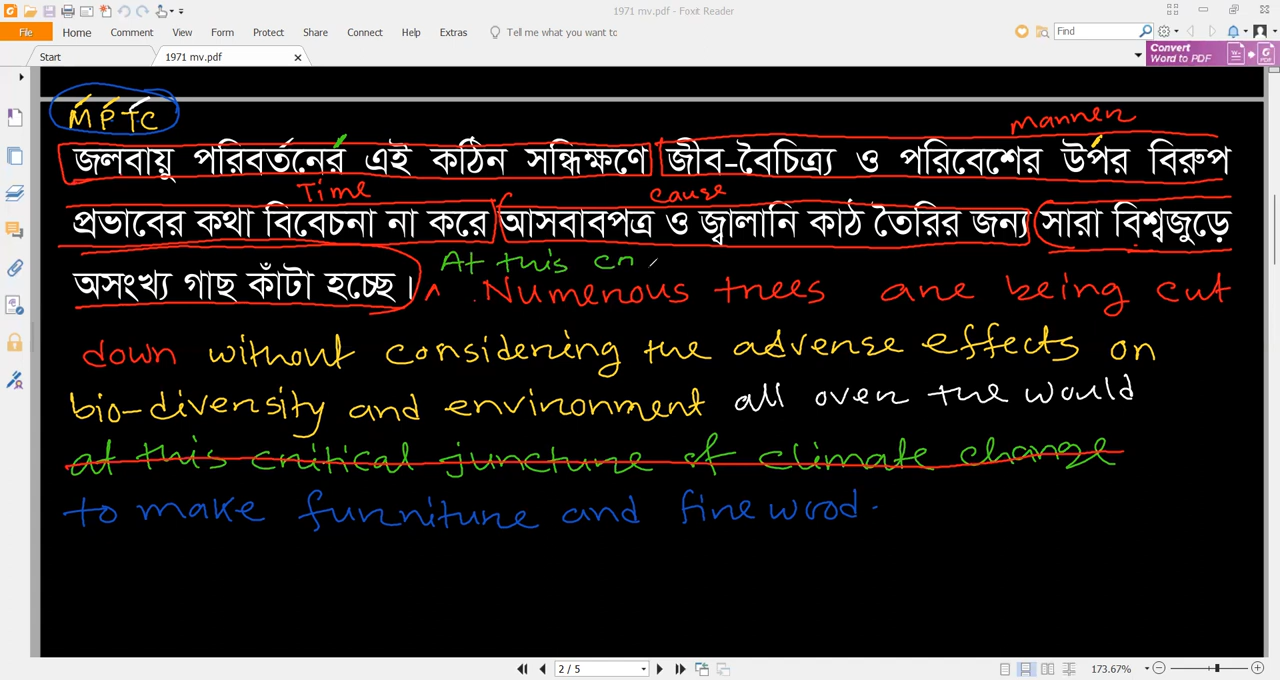 1971 mv.pdf - Foxit Reader
File Home Comment View Form Protect Share Connect Help Extras Tell me what you want to Find
Start 1971 mv.pdf Convert Word to PDF
MPTC
manner
জলবায়ু পরিবর্তনের এই কঠিন সন্ধিক্ষণে জীব-বৈচিত্র্য ও পরিবেশের উপর বিরুপ
Time cause
প্রভাবের কথা বিবেচনা না করে আসবাবপত্র ও জ্বালানি কাঠ তৈরির জন্য সারা বিশ্বজুড়ে
At this cr
অসংখ্য গাছ কাঁটা হচ্ছে। Numerous trees are being cut
down without considering the adverse effects on
bio-diversity and environment all over the would
at this critical juncture of climate change
to make furniture and fire wood.
2 / 5 173.67%